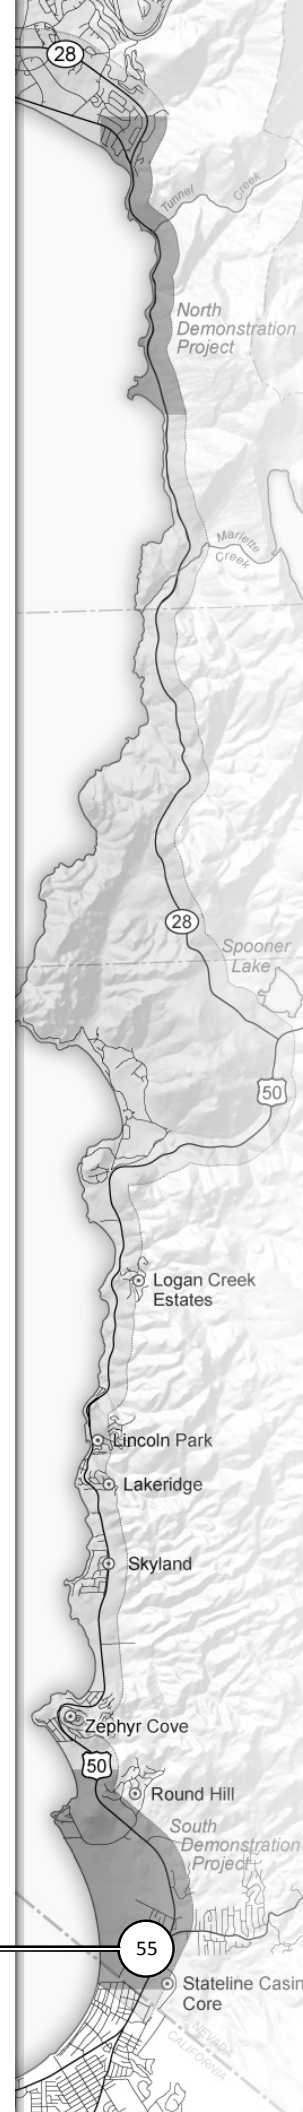 28
Tunnel Creek
North
Demonstration
Project
Marlette
Creek
28
Spooner
Lake
50
Logan Creek
Estates
Lincoln Park
Lakeridge
Skyland
Zephyr Cove
50
Round Hill
South
Demonstration
Project
55
Stateline Casin
Core
NEVADA
CALIFORNIA